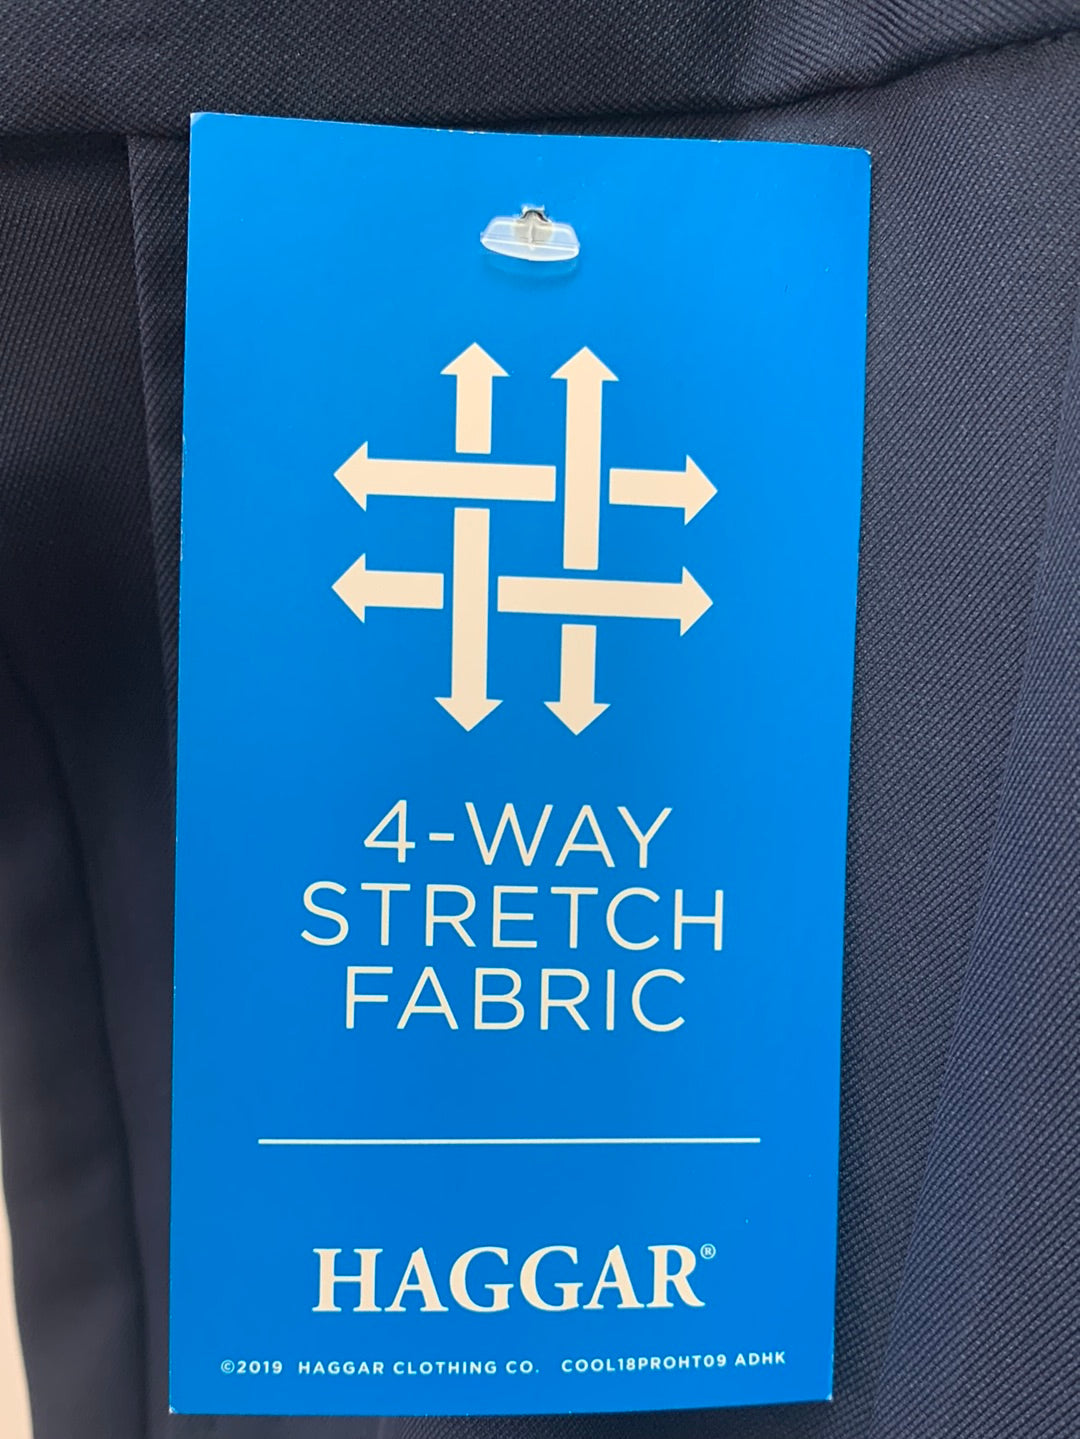 4-WAY
STRETCH
FABRIC
HAGGAR®
©2019 HAGGAR CLOTHING CO. COOL18PROHT09 ADHK